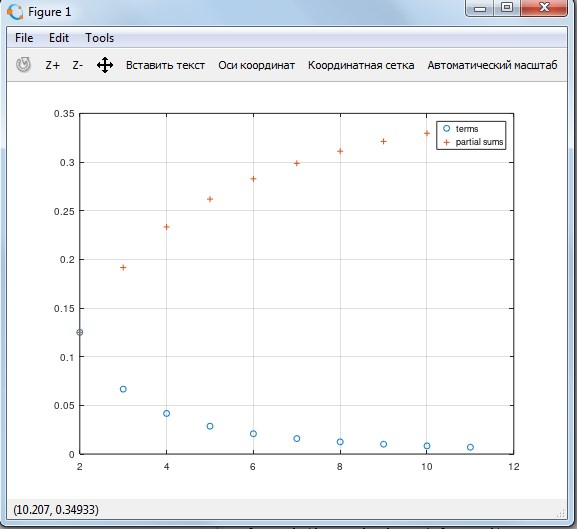 Figure 1
File Edit Tools
Z+ Z- Вставить текст Оси координат Координатная сетка Автоматический масштаб
0.35
terms
partial sums
0.3
0.25
0.2
0.15
0.1
0.05
0
2 4 6 8 10 12
(10.207, 0.34933)